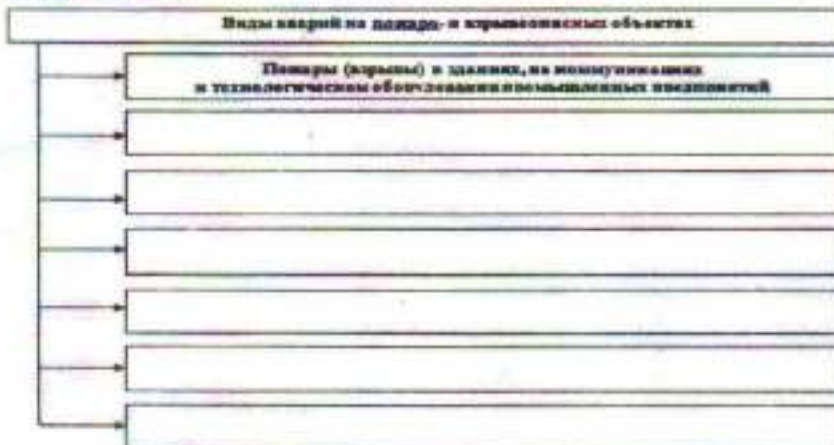 Виды аварий на пожаро- и взрывоопасных объектах
Пожары (взрывы) в зданиях, на коммуникациях
и технологическом оборудовании промышленных предприятий